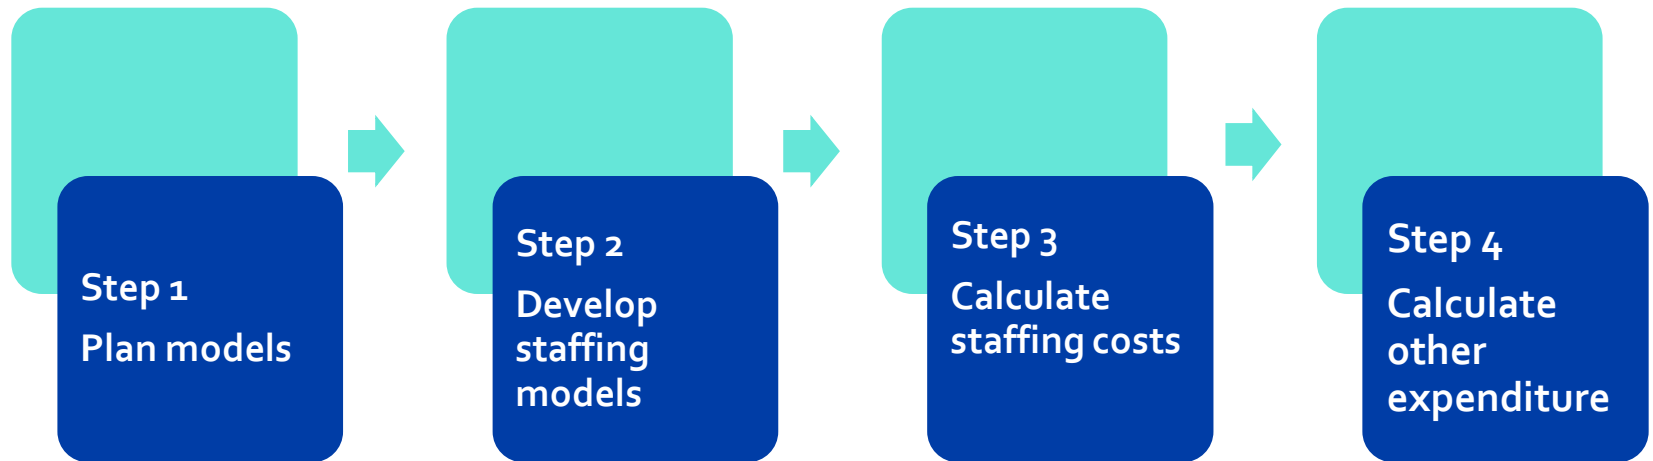 Step 1
Plan models
Step 2
Develop
staffing
models
Step 3
Calculate
staffing costs
Step 4
Calculate
other
expenditure